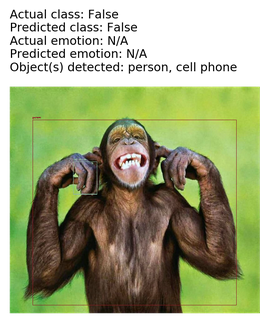 Actual class: False
Predicted class: False
Actual emotion: N/A
Predicted emotion: N/A
Object(s) detected: person, cell phone